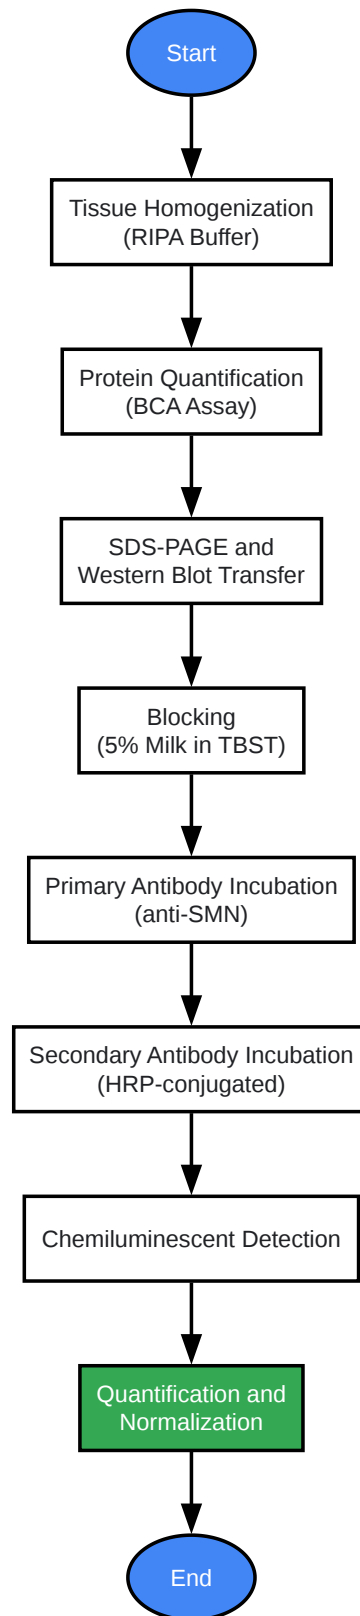 Start
Tissue Homogenization
(RIPA Buffer)
Protein Quantification
(BCA Assay)
SDS-PAGE and
Western Blot Transfer
Blocking
(5% Milk in TBST)
Primary Antibody Incubation
(anti-SMN)
Secondary Antibody Incubation
(HRP-conjugated)
Chemiluminescent Detection
Quantification and
Normalization
End